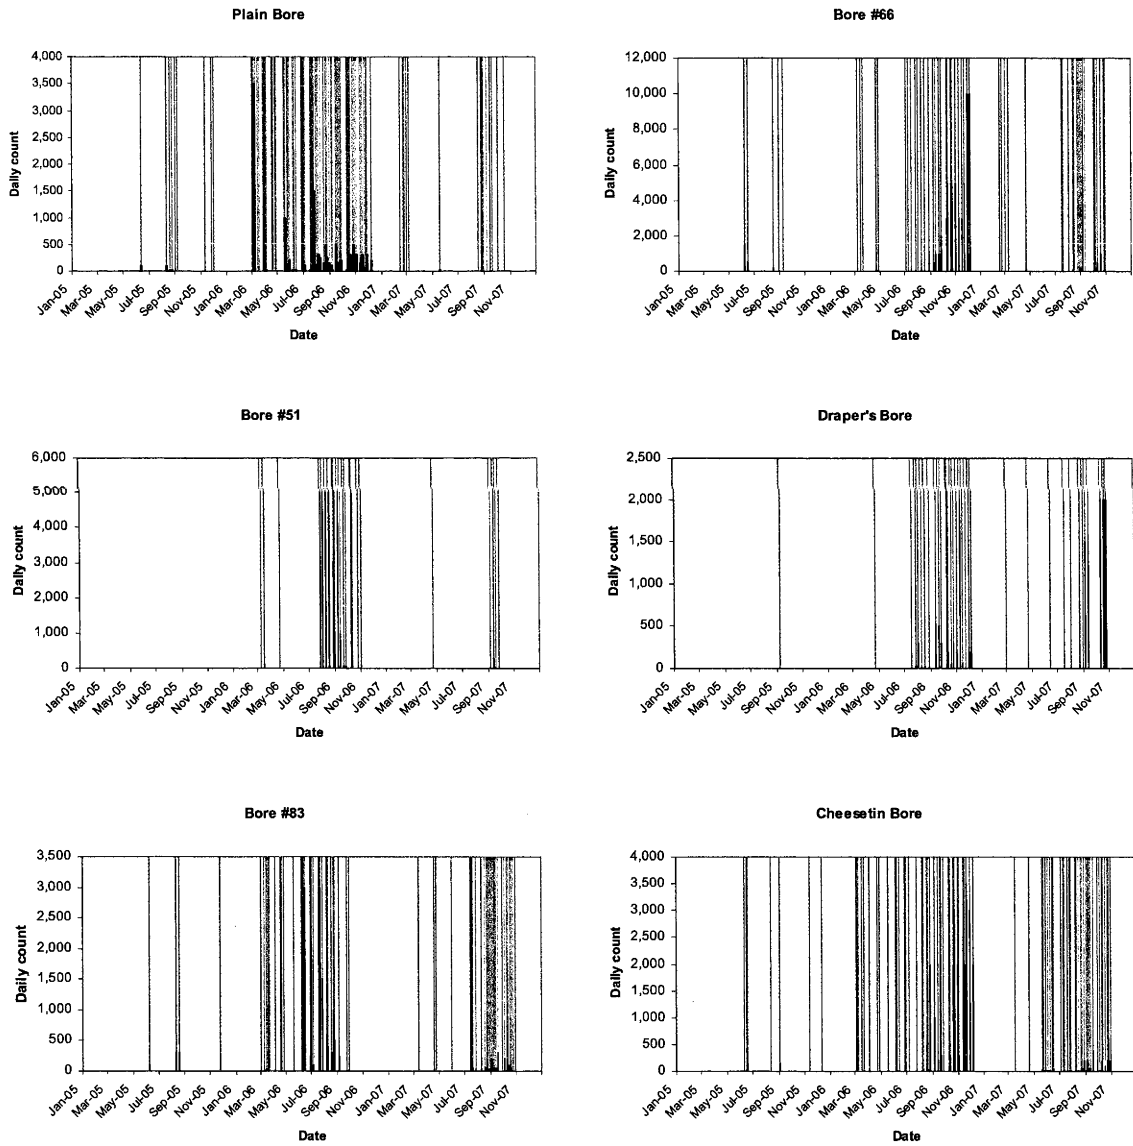 Plain Bore
4,000
3,500
3,000
2,500
2,000
1,500
1,000
500
0
Daily count
Jan-05 Mar-05 May-05 Jul-05 Sep-05 Nov-05 Jan-06 Mar-06 May-06 Jul-06 Sep-06 Nov-06 Jan-07 Mar-07 May-07 Jul-07 Sep-07 Nov-07
Date
Bore #66
12,000
10,000
8,000
6,000
4,000
2,000
0
Daily count
Jan-05 Mar-05 May-05 Jul-05 Sep-05 Nov-05 Jan-06 Mar-06 May-06 Jul-06 Sep-06 Nov-06 Jan-07 Mar-07 May-07 Jul-07 Sep-07 Nov-07
Date
Bore #51
6,000
5,000
4,000
3,000
2,000
1,000
0
Daily count
Jan-05 Mar-05 May-05 Jul-05 Sep-05 Nov-05 Jan-06 Mar-06 May-06 Jul-06 Sep-06 Nov-06 Jan-07 Mar-07 May-07 Jul-07 Sep-07 Nov-07
Date
Draper's Bore
2,500
2,000
1,500
1,000
500
0
Daily count
Jan-05 Mar-05 May-05 Jul-05 Sep-05 Nov-05 Jan-06 Mar-06 May-06 Jul-06 Sep-06 Nov-06 Jan-07 Mar-07 May-07 Jul-07 Sep-07 Nov-07
Date
Bore #83
3,500
3,000
2,500
2,000
1,500
1,000
500
0
Daily count
Jan-05 Mar-05 May-05 Jul-05 Sep-05 Nov-05 Jan-06 Mar-06 May-06 Jul-06 Sep-06 Nov-06 Jan-07 Mar-07 May-07 Jul-07 Sep-07 Nov-07
Date
Cheesetin Bore
4,000
3,500
3,000
2,500
2,000
1,500
1,000
500
0
Daily count
Jan-05 Mar-05 May-05 Jul-05 Sep-05 Nov-05 Jan-06 Mar-06 May-06 Jul-06 Sep-06 Nov-06 Jan-07 Mar-07 May-07 Jul-07 Sep-07 Nov-07
Date